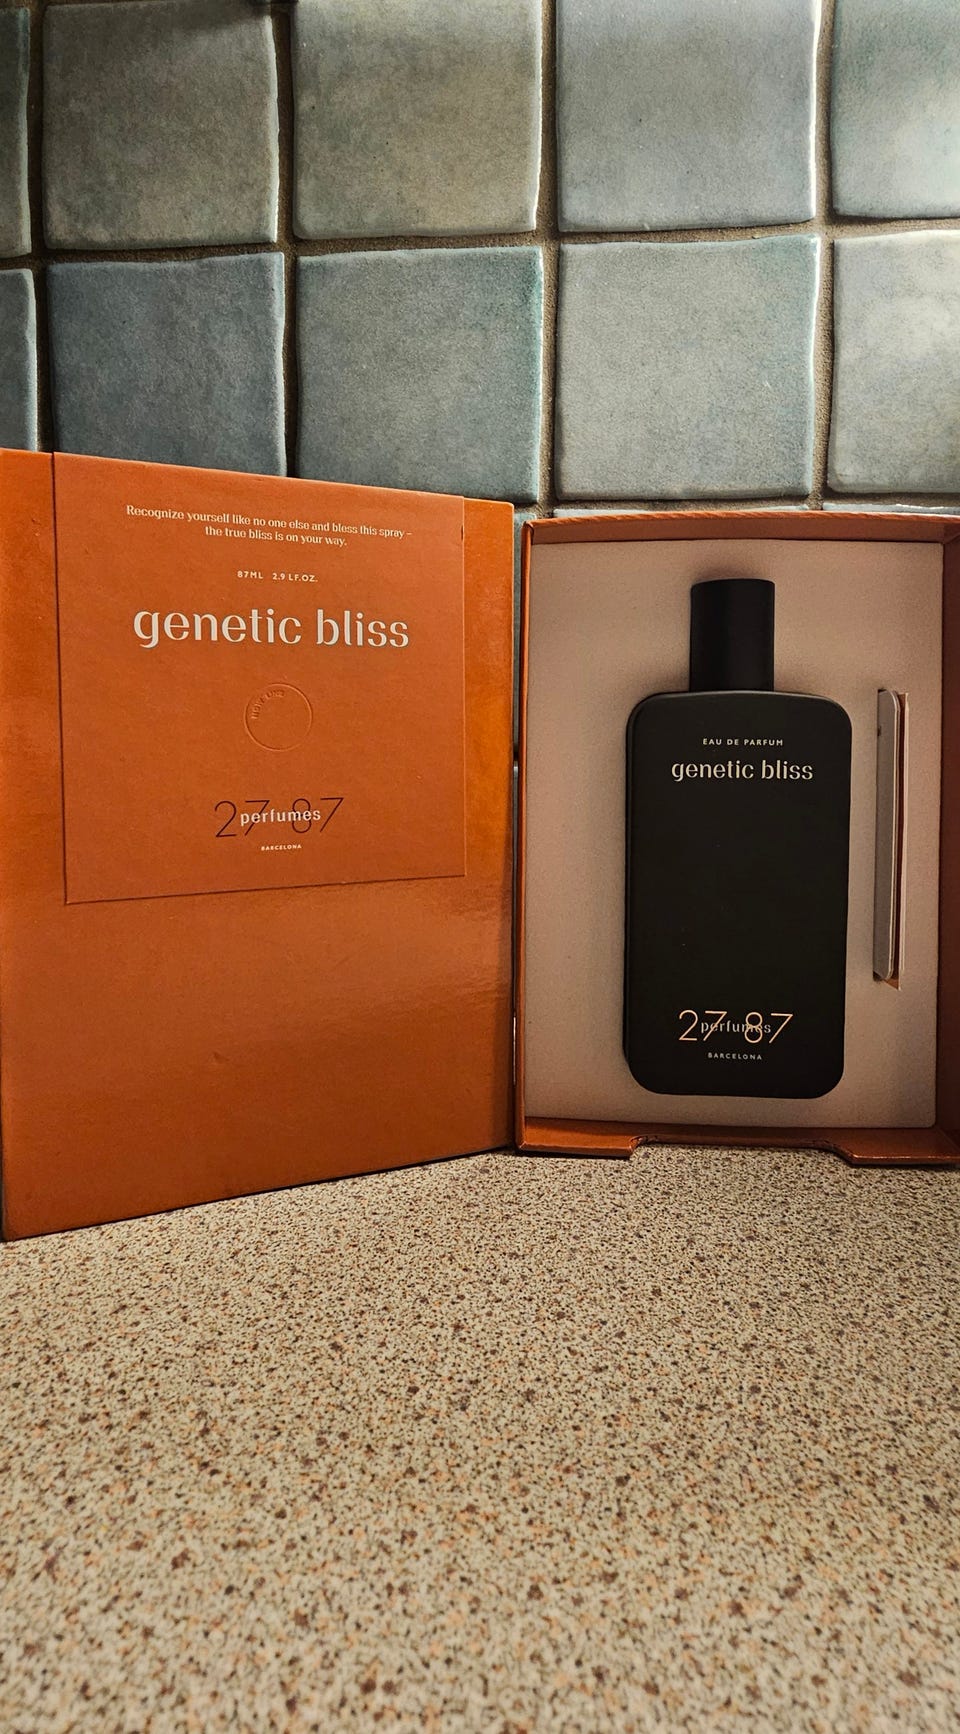 Recognize yourself like no one else and bless this spray –
the true bliss is on your way.
87ML 2.9 LF.OZ.
genetic bliss
27 87
perfumes
BARCELONA
EAU DE PARFUM
genetic bliss
27 87
perfumes
BARCELONA